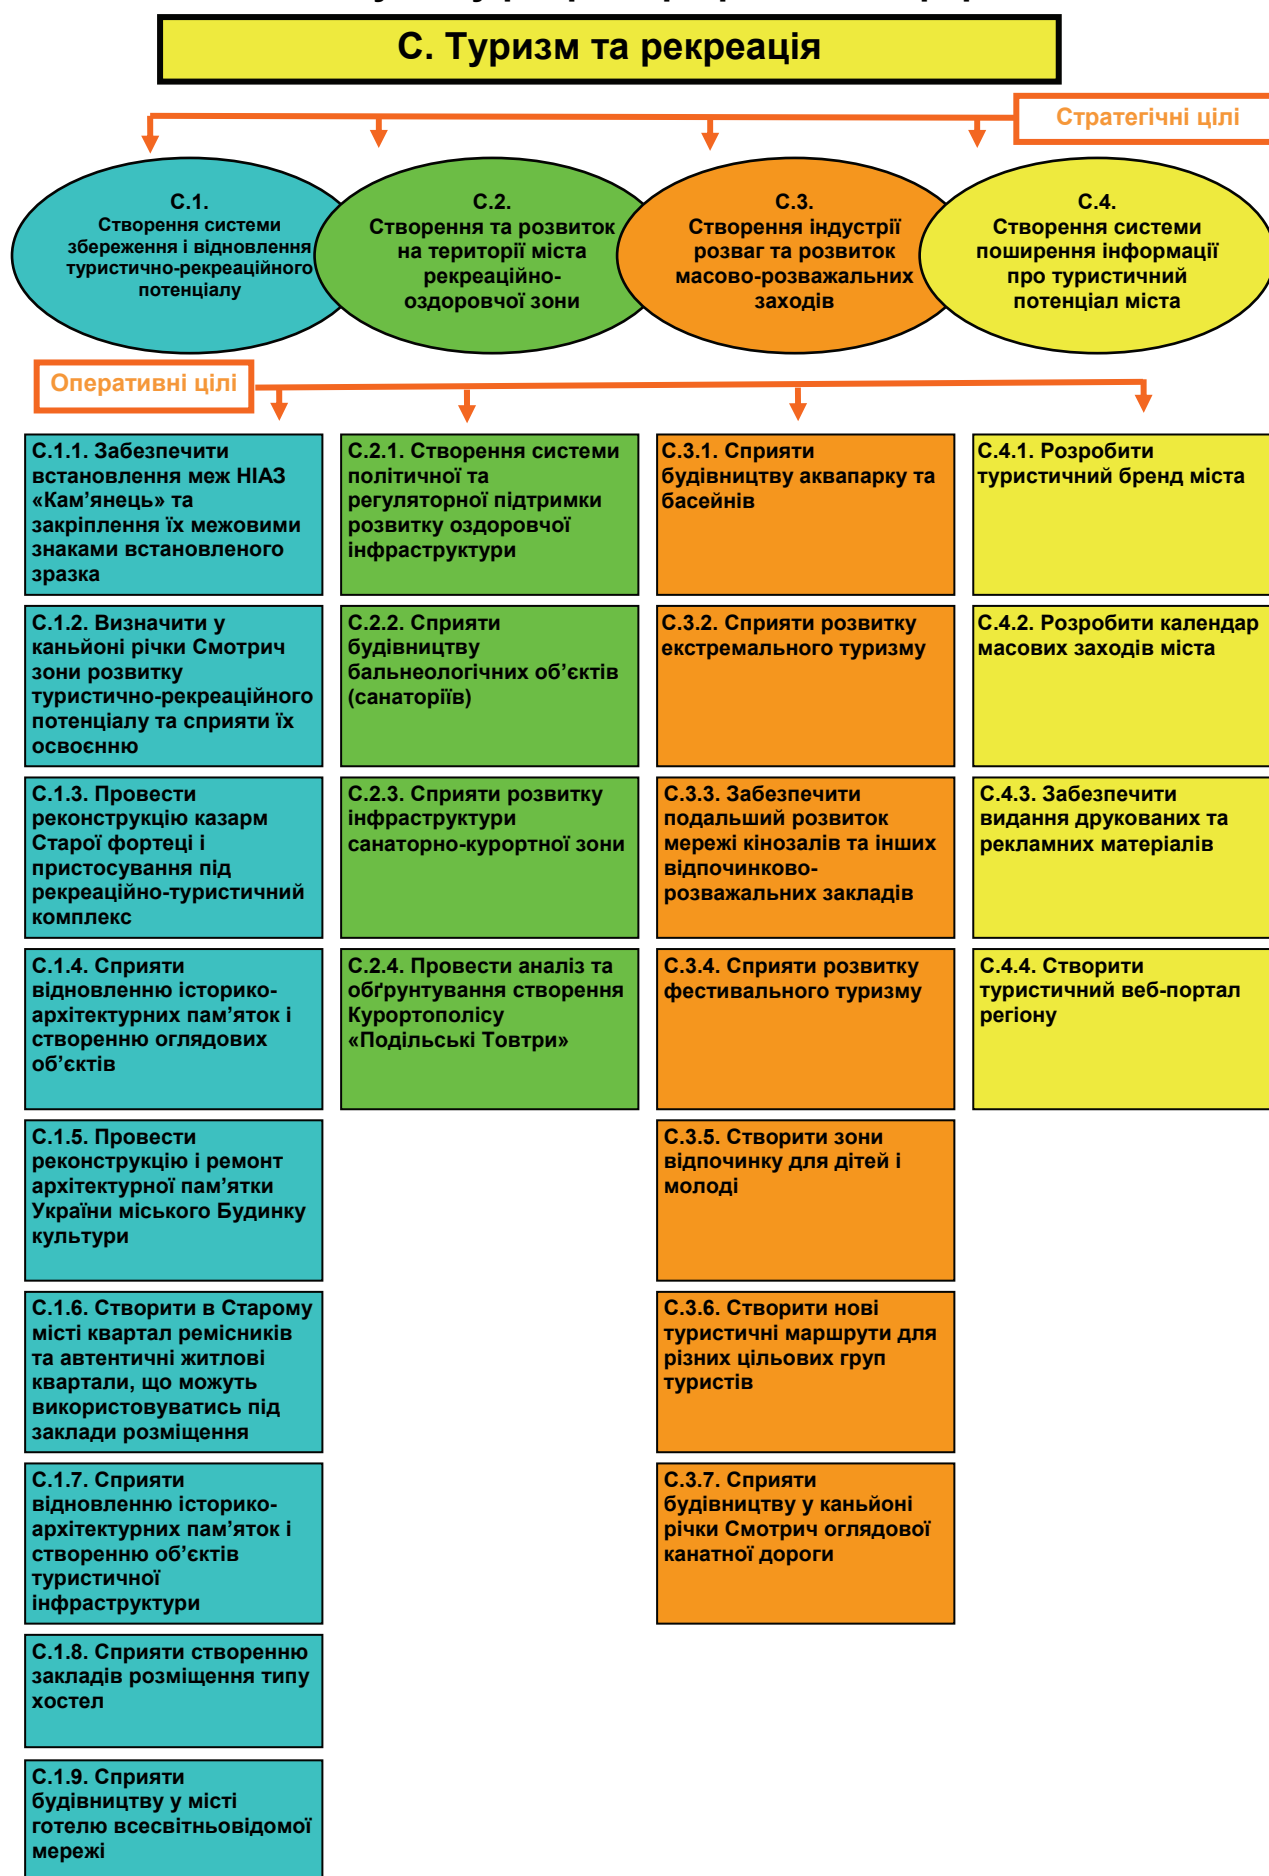 С. Туризм та рекреація
Стратегічні цілі
С.1.
Створення системи
збереження і відновлення
туристично-рекреаційного
потенціалу
С.2.
Створення та розвиток
на території міста
рекреаційно-
оздоровчої зони
С.3.
Створення індустрії
розваг та розвиток
масово-розважальних
заходів
С.4.
Створення системи
поширення інформації
про туристичний
потенціал міста
Оперативні цілі
С.1.1. Забезпечити
встановлення меж НІАЗ
«Кам’янець» та
закріплення їх межовими
знаками встановленого
зразка
С.1.2. Визначити у
каньйоні річки Смотрич
зони розвитку
туристично-рекреаційного
потенціалу та сприяти їх
освоєнню
С.1.3. Провести
реконструкцію казарм
Старої фортеці і
пристосування під
рекреаційно-туристичний
комплекс
С.1.4. Сприяти
відновленню історико-
архітектурних пам’яток і
створенню оглядових
об’єктів
С.1.5. Провести
реконструкцію і ремонт
архітектурної пам’ятки
України міського Будинку
культури
С.1.6. Створити в Старому
місті квартал ремісників
та автентичні житлові
квартали, що можуть
використовуватись під
заклади розміщення
С.1.7. Сприяти
відновленню історико-
архітектурних пам’яток і
створенню об’єктів
туристичної
інфраструктури
С.1.8. Сприяти створенню
закладів розміщення типу
хостел
С.1.9. Сприяти
будівництву у місті
готелю всесвітньовідомої
мережі
С.2.1. Створення системи
політичної та
регуляторної підтримки
розвитку оздоровчої
інфраструктури
С.2.2. Сприяти
будівництву
бальнеологічних об’єктів
(санаторіїв)
С.2.3. Сприяти розвитку
інфраструктури
санаторно-курортної зони
С.2.4. Провести аналіз та
обґрунтування створення
Курортополісу
«Подільські Товтри»
С.3.1. Сприяти
будівництву аквапарку та
басейнів
С.3.2. Сприяти розвитку
екстремального туризму
С.3.3. Забезпечити
подальший розвиток
мережі кінозалів та інших
відпочинково-
розважальних закладів
С.3.4. Сприяти розвитку
фестивального туризму
С.3.5. Створити зони
відпочинку для дітей і
молоді
С.3.6. Створити нові
туристичні маршрути для
різних цільових груп
туристів
С.3.7. Сприяти
будівництву у каньйоні
річки Смотрич оглядової
канатної дороги
С.4.1. Розробити
туристичний бренд міста
С.4.2. Розробити календар
масових заходів міста
С.4.3. Забезпечити
видання друкованих та
рекламних матеріалів
С.4.4. Створити
туристичний веб-портал
регіону